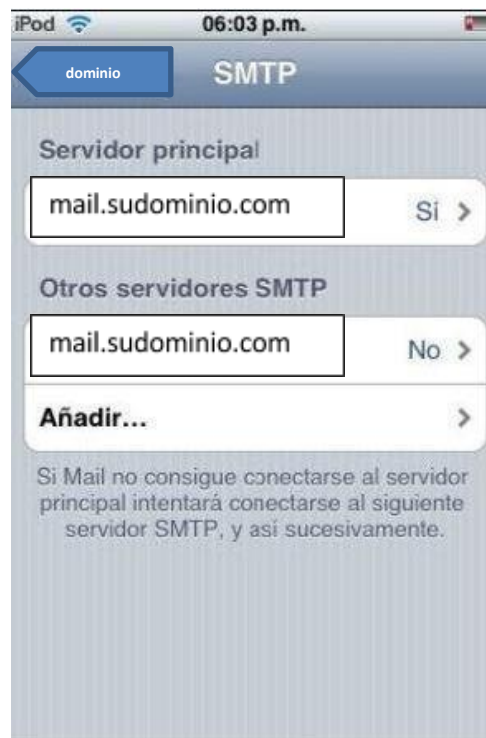 iPod 06:03 p.m.
dominio SMTP
Servidor principal
mail.sudominio.com Si
Otros servidores SMTP
mail.sudominio.com No
Añadir...
Si Mail no consigue conectarse al servidor
principal intentará conectarse al siguiente
servidor SMTP, y así sucesivamente.